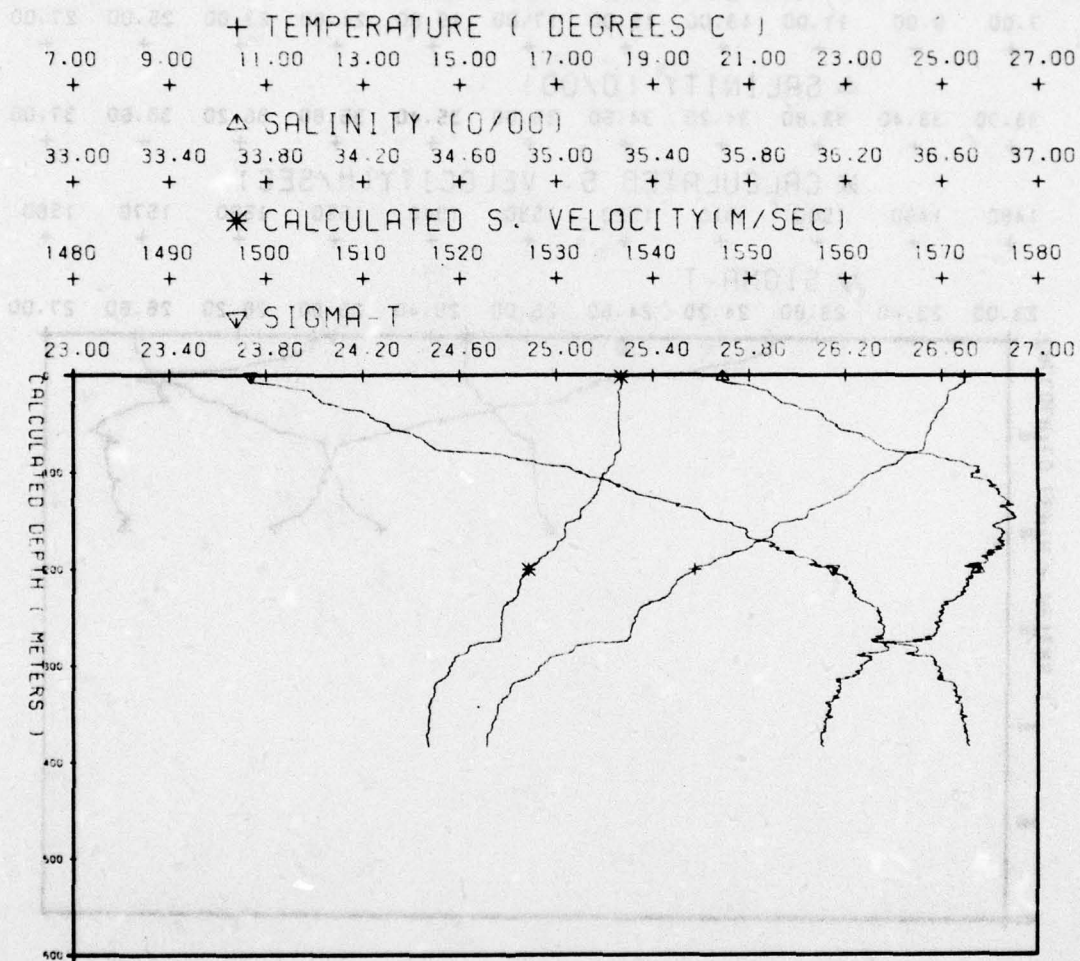 + TEMPERATURE ( DEGREES C )
7.00 9.00 11.00 13.00 15.00 17.00 19.00 21.00 23.00 25.00 27.00
△ SALINITY (0/00)
33.00 33.40 33.80 34.20 34.60 35.00 35.40 35.80 36.20 36.60 37.00
* CALCULATED S. VELOCITY(M/SEC)
1480 1490 1500 1510 1520 1530 1540 1550 1560 1570 1580
▽ SIGMA-T
23.00 23.40 23.80 24.20 24.60 25.00 25.40 25.80 26.20 26.60 27.00
CALCULATED DEPTH ( METERS )
100
200
300
400
500
600